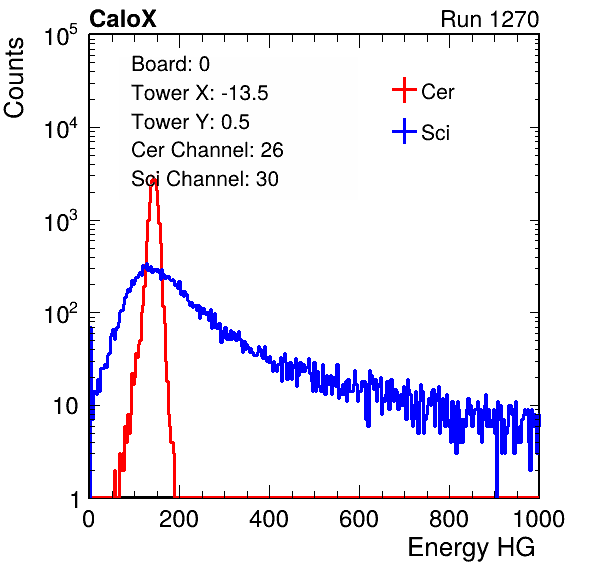 CaloX Run 1270
10^5
10^4
10^3
10^2
10
1
Counts
Board: 0
Tower X: -13.5
Tower Y: 0.5
Cer Channel: 26
Sci Channel: 30
Cer
Sci
0 200 400 600 800 1000
Energy HG